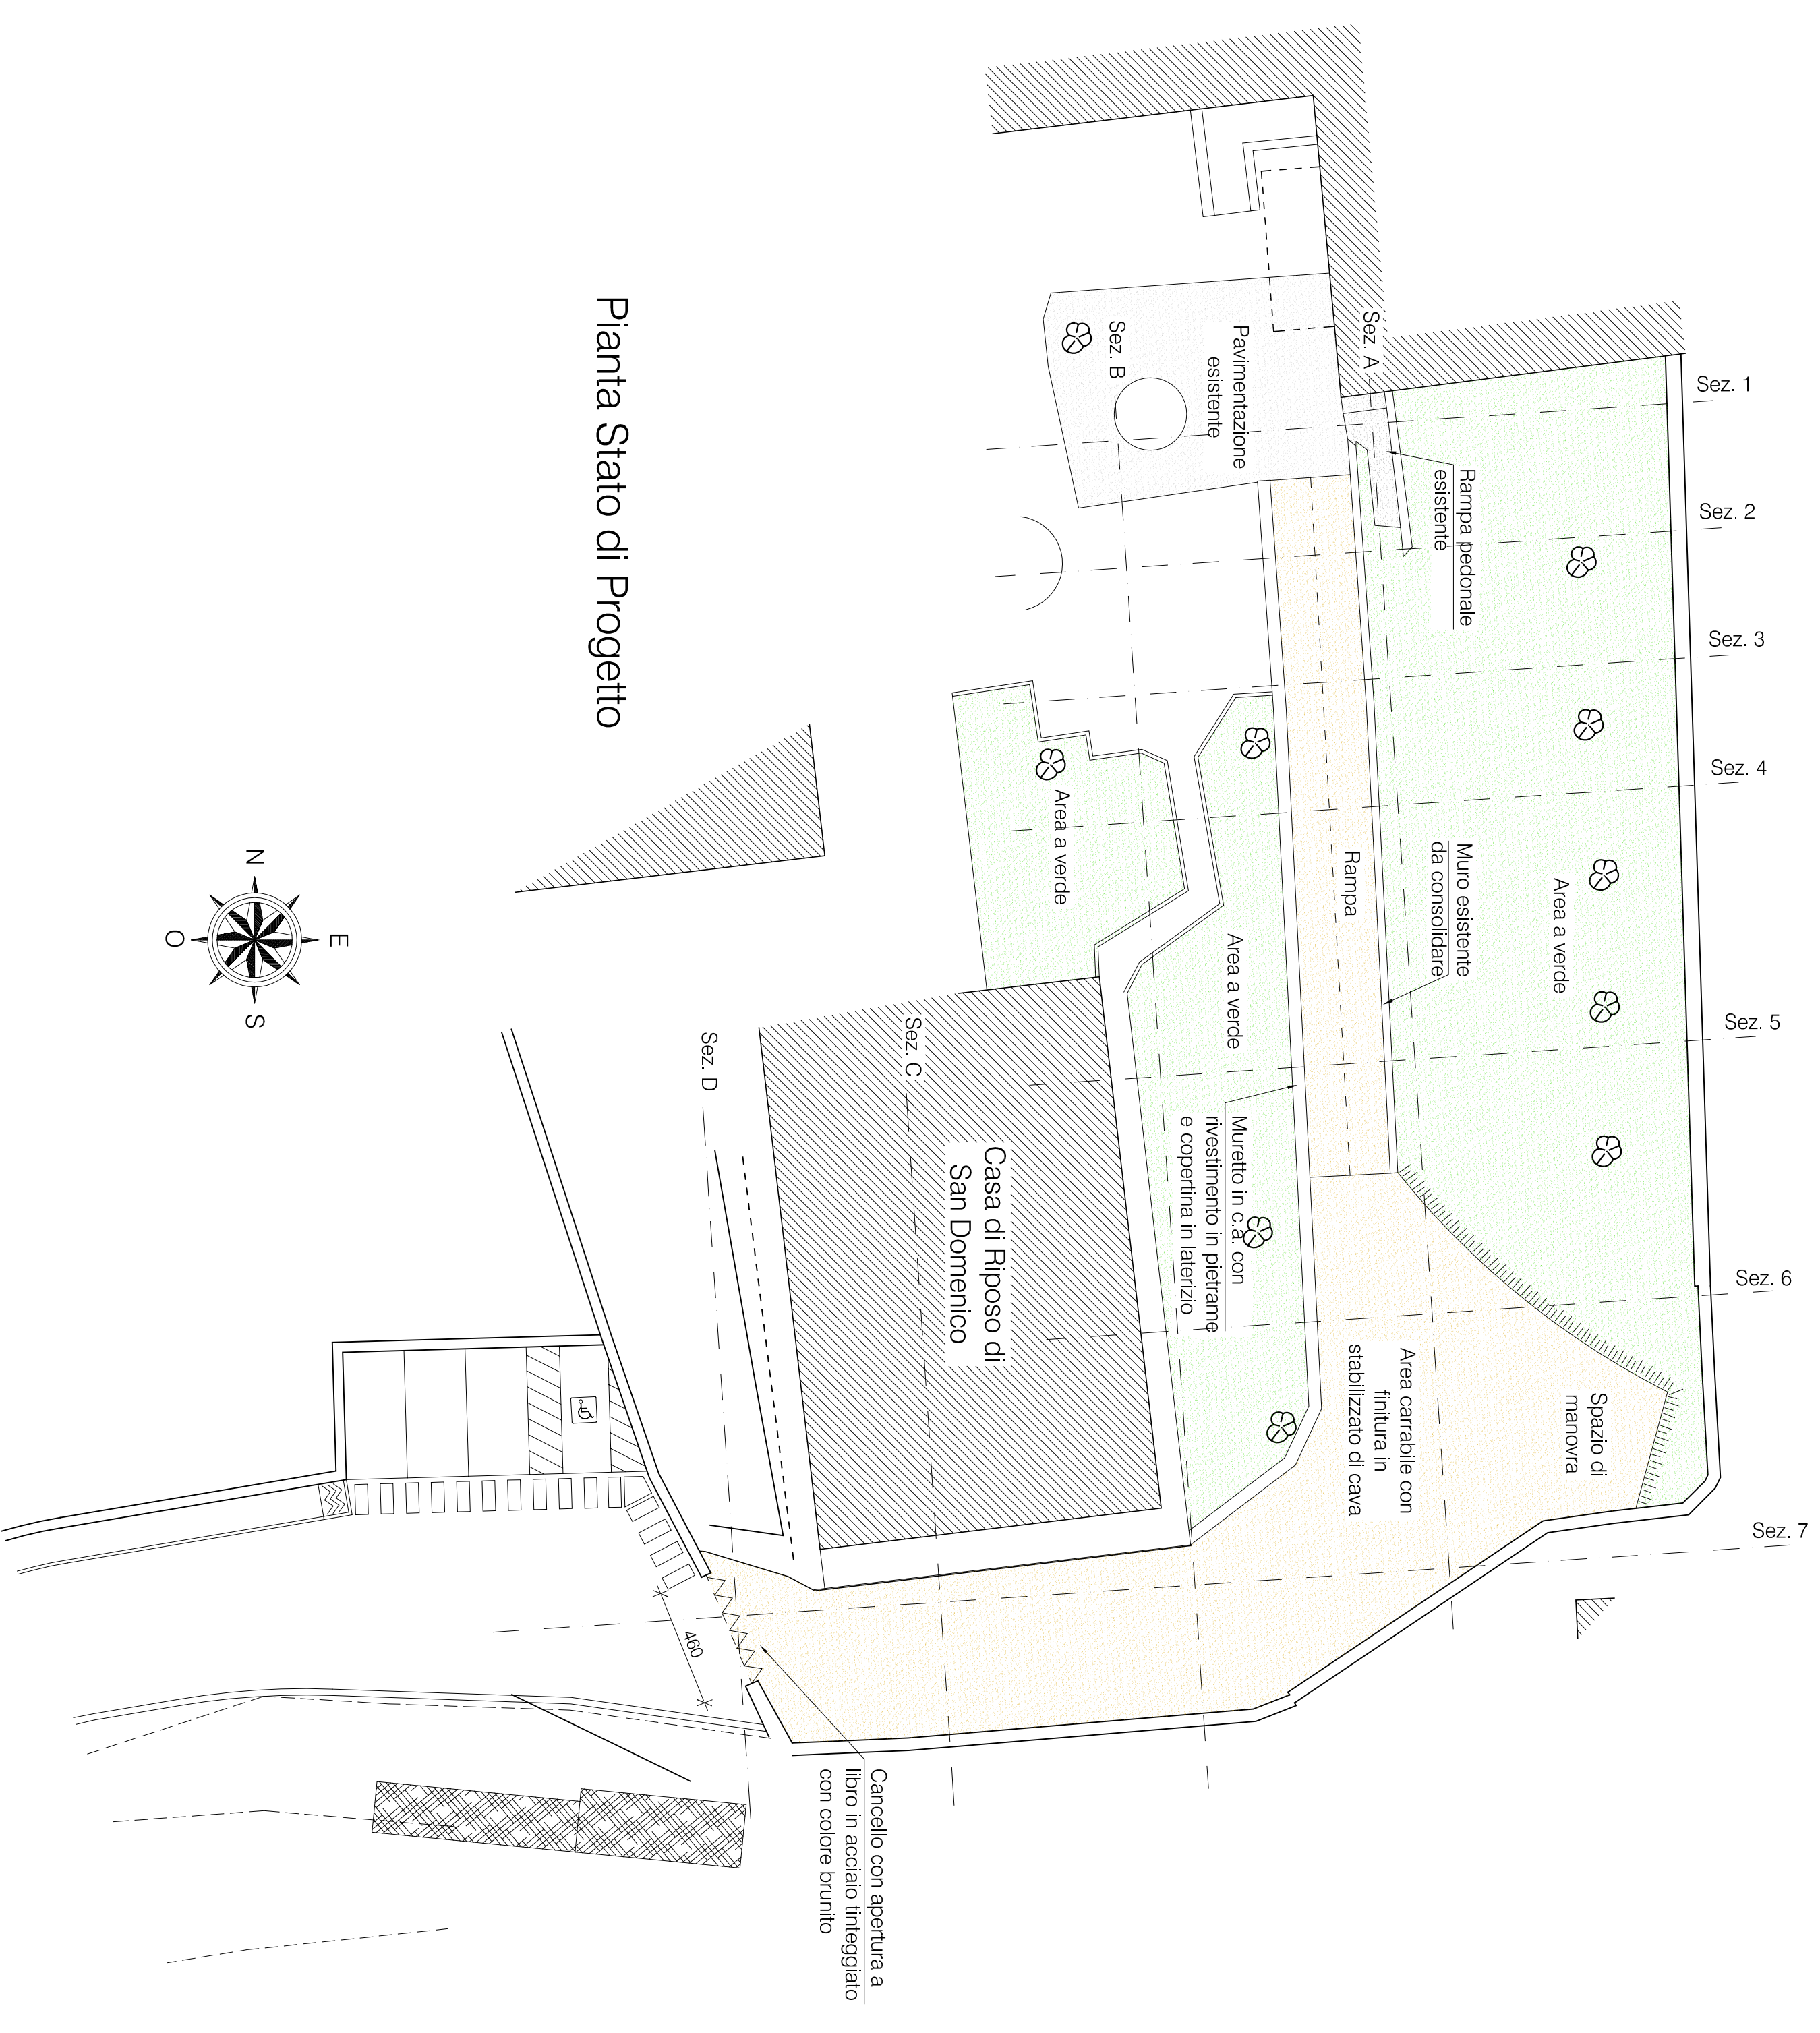 Sez. 1
Sez. 2
Sez. 3
Sez. 4
Sez. 5
Sez. 6
Sez. 7
Sez. A
Sez. B
Sez. C
Sez. D
Pavimentazione
esistente
Rampa pedonale
esistente
Muro esistente
da consolidare
Area a verde
Rampa
Area a verde
Area a verde
Muretto in c.a. con
rivestimento in pietrame
e copertina in laterizio
Casa di Riposo di
San Domenico
Spazio di
manovra
Area carrabile con
finitura in
stabilizzato di cava
Cancello con apertura a
libro in acciaio tinteggiato
con colore brunito
460
Pianta Stato di Progetto
N
E
S
O